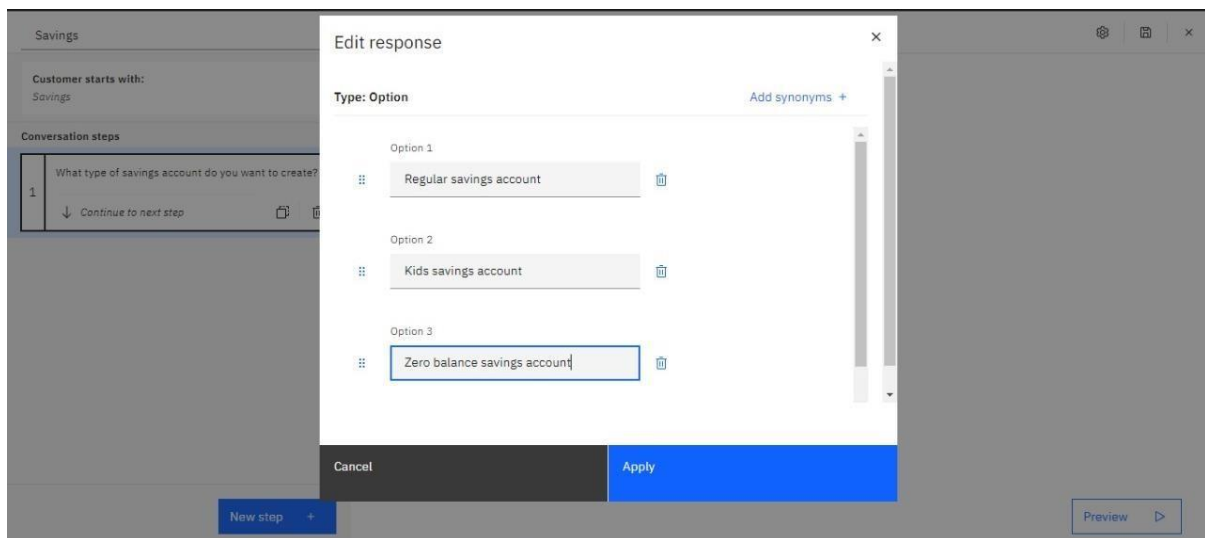 Savings
Customer starts with:
Savings
Conversation steps
1
What type of savings account do you want to create?
Continue to next step
New step +
Edit response
Type: Option
Add synonyms +
Option 1
Regular savings account
Option 2
Kids savings account
Option 3
Zero balance savings account
Cancel
Apply
Preview